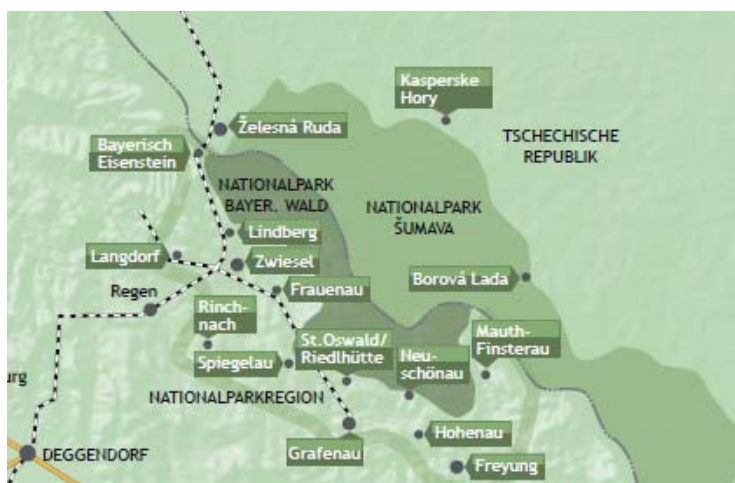 Kasperske
Hory
Želesná Ruda
TSCHECHISCHE
REPUBLIK
Bayerisch
Eisenstein
NATIONALPARK
BAYER. WALD
NATIONALPARK
ŠUMAVA
Lindberg
Langdorf
Zwiesel
Borová Lada
Regen
Frauenau
Rinch-
nach
St.Oswald/
Riedlhütte
Mauth-
Finsterau
Spiegelau
Neu-
schönau
urg
NATIONALPARKREGION
Hohenau
Grafenau
DEGGENDORF
Freyung